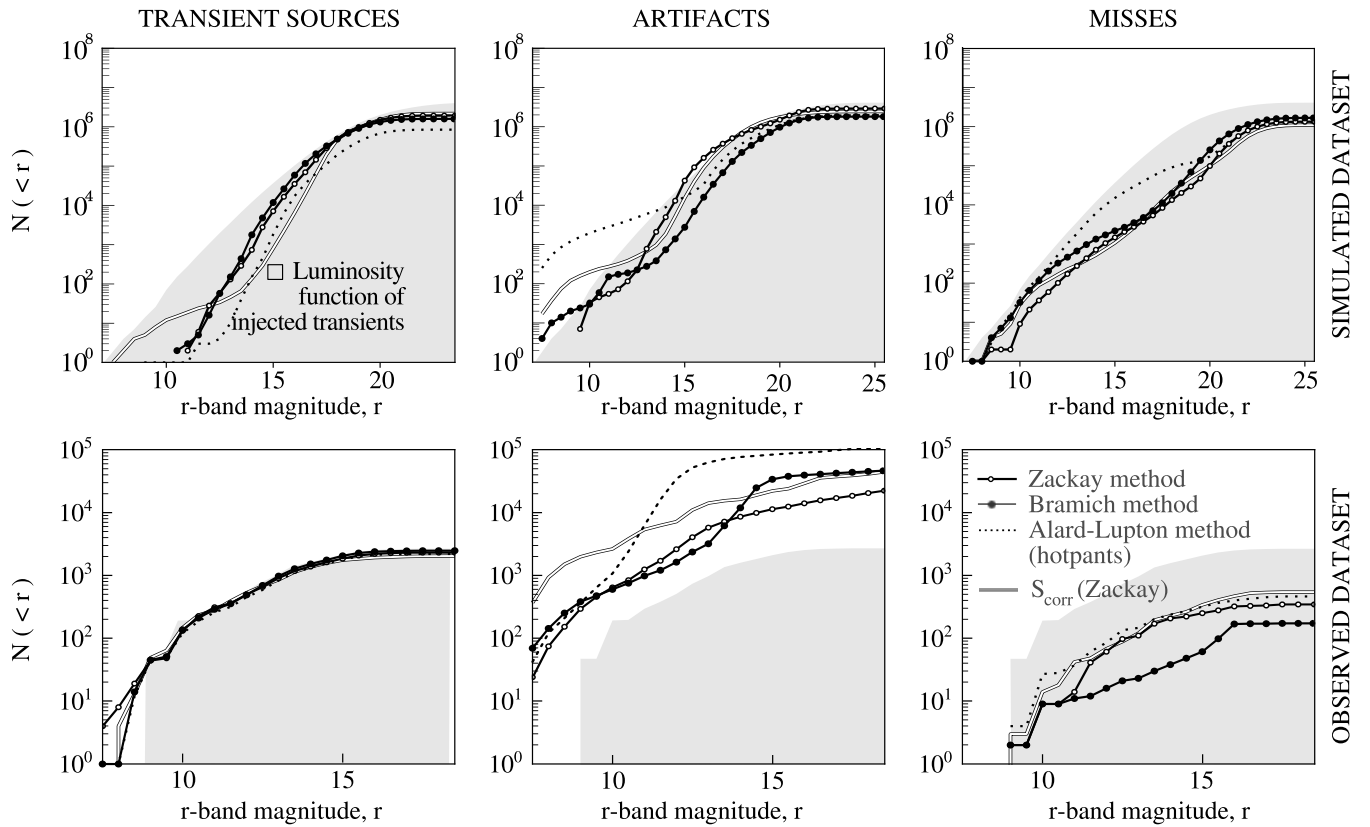 TRANSIENT SOURCES
ARTIFACTS
MISSES
10^8
10^6
10^4
10^2
10^0
10
15
20
r-band magnitude, r
N ( < r )
□ Luminosity
function of
injected transients
10^8
10^6
10^4
10^2
10^0
10
15
20
25
r-band magnitude, r
10^8
10^6
10^4
10^2
10^0
10
15
20
25
r-band magnitude, r
SIMULATED DATASET
10^5
10^4
10^3
10^2
10^1
10^0
10
15
r-band magnitude, r
N ( < r )
10^5
10^4
10^3
10^2
10^1
10^0
10
15
r-band magnitude, r
10^5
10^4
10^3
10^2
10^1
10^0
10
15
r-band magnitude, r
Zackay method
Bramich method
Alard-Lupton method
(hotpants)
S_corr (Zackay)
OBSERVED DATASET